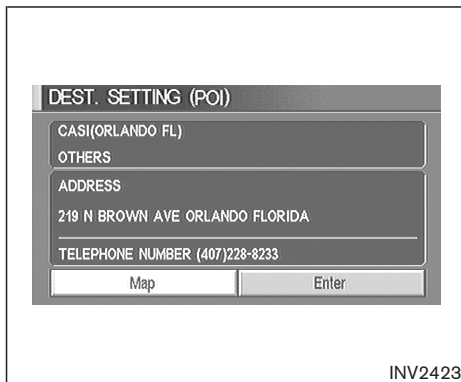 DEST. SETTING (POI)
CASI(ORLANDO FL)
OTHERS
ADDRESS
219 N BROWN AVE ORLANDO FLORIDA
TELEPHONE NUMBER (407)228-8233
Map Enter
INV2423